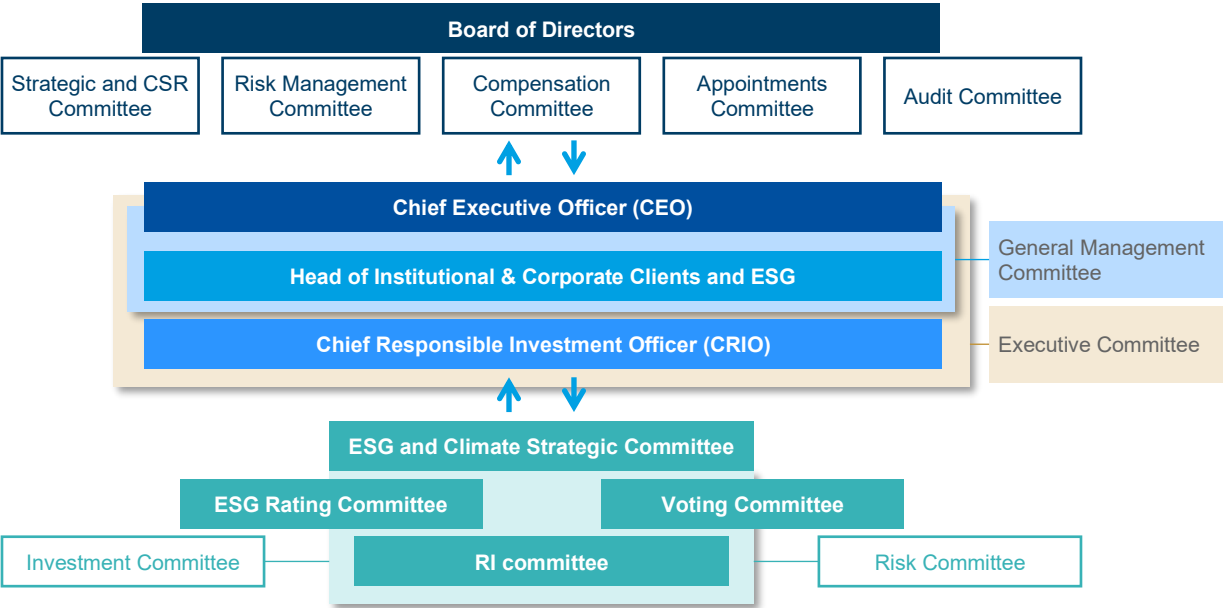 Board of Directors
Strategic and CSR
Committee
Risk Management
Committee
Compensation
Committee
Appointments
Committee
Audit Committee
Chief Executive Officer (CEO)
Head of Institutional & Corporate Clients and ESG
General Management
Committee
Chief Responsible Investment Officer (CRIO)
Executive Committee
ESG and Climate Strategic Committee
ESG Rating Committee
Voting Committee
Investment Committee
RI committee
Risk Committee